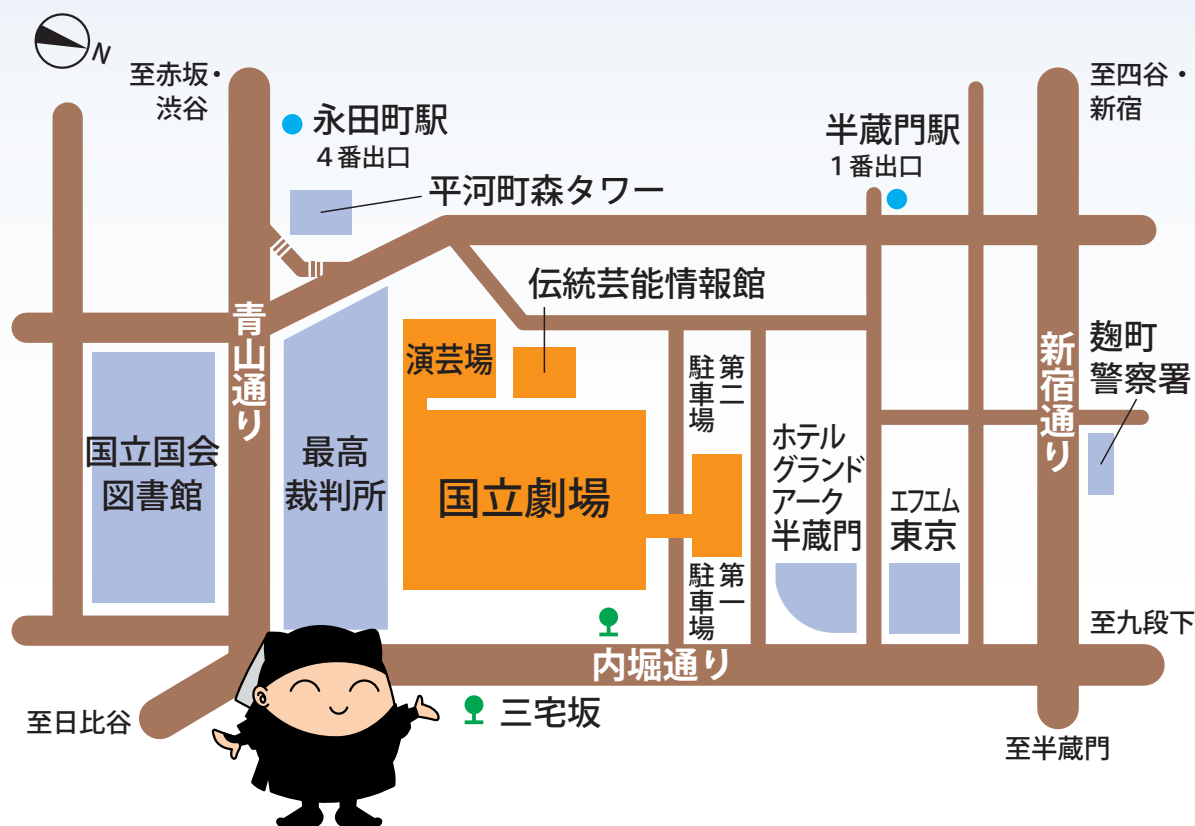 N
至赤坂・
渋谷
永田町駅
４番出口
平河町森タワー
半蔵門駅
１番出口
至四谷・
新宿
伝統芸能情報館
演芸場
青山通り
新宿通り
麹町
警察署
第二
駐車場
国立国会
図書館
最高
裁判所
国立劇場
ホテル
グランド
アーク
半蔵門
エフエム
東京
第一
駐車場
内堀通り
至九段下
至日比谷
三宅坂
至半蔵門